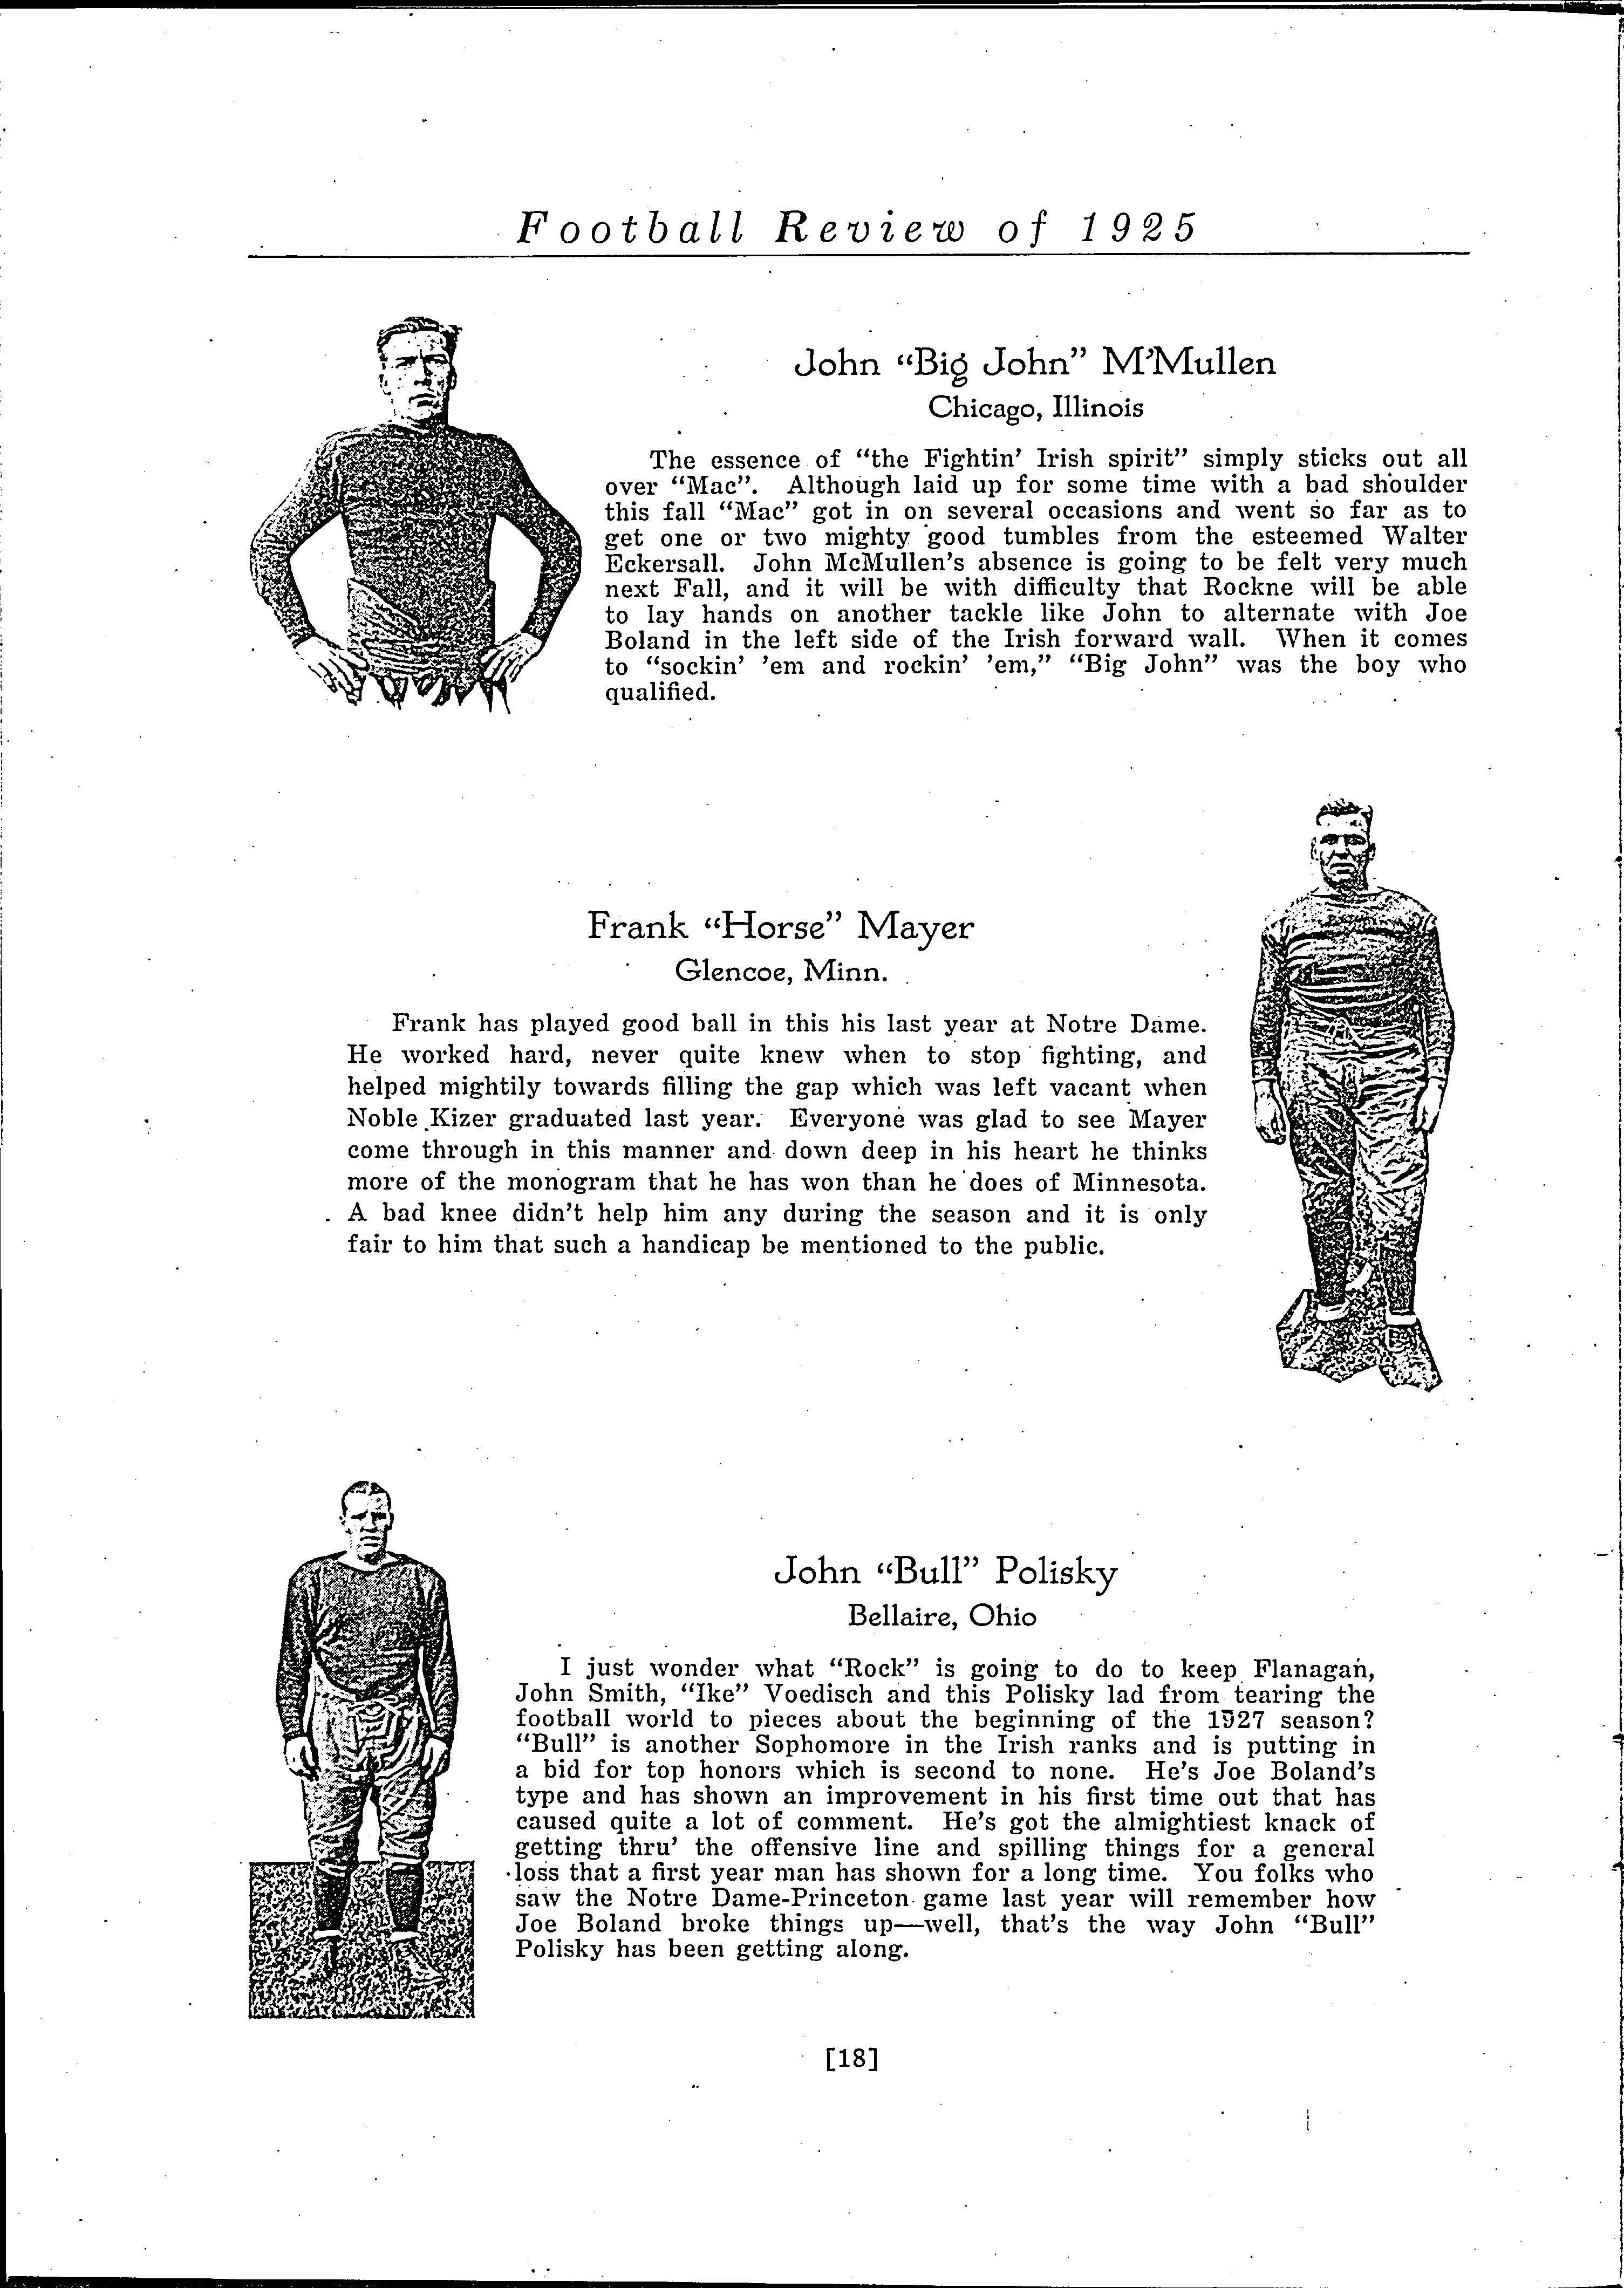 Football Review of 1925
John “Big John” M’Mullen
Chicago, Illinois
The essence of “the Fightin’ Irish spirit” simply sticks out all
over “Mac”. Although laid up for some time with a bad shoulder
this fall “Mac” got in on several occasions and went so far as to
get one or two mighty good tumbles from the esteemed Walter
Eckersall. John McMullen’s absence is going to be felt very much
next Fall, and it will be with difficulty that Rockne will be able
to lay hands on another tackle like John to alternate with Joe
Boland in the left side of the Irish forward wall. When it comes
to “sockin’ ’em and rockin’ ’em,” “Big John” was the boy who
qualified.
Frank “Horse” Mayer
Glencoe, Minn.
Frank has played good ball in this his last year at Notre Dame.
He worked hard, never quite knew when to stop fighting, and
helped mightily towards filling the gap which was left vacant when
Noble Kizer graduated last year. Everyone was glad to see Mayer
come through in this manner and down deep in his heart he thinks
more of the monogram that he has won than he does of Minnesota.
A bad knee didn’t help him any during the season and it is only
fair to him that such a handicap be mentioned to the public.
John “Bull” Polisky
Bellaire, Ohio
I just wonder what “Rock” is going to do to keep Flanagan,
John Smith, “Ike” Voedisch and this Polisky lad from tearing the
football world to pieces about the beginning of the 1927 season?
“Bull” is another Sophomore in the Irish ranks and is putting in
a bid for top honors which is second to none. He’s Joe Boland’s
type and has shown an improvement in his first time out that has
caused quite a lot of comment. He’s got the almightiest knack of
getting thru’ the offensive line and spilling things for a general
loss that a first year man has shown for a long time. You folks who
saw the Notre Dame-Princeton game last year will remember how
Joe Boland broke things up—well, that’s the way John “Bull”
Polisky has been getting along.
[18]